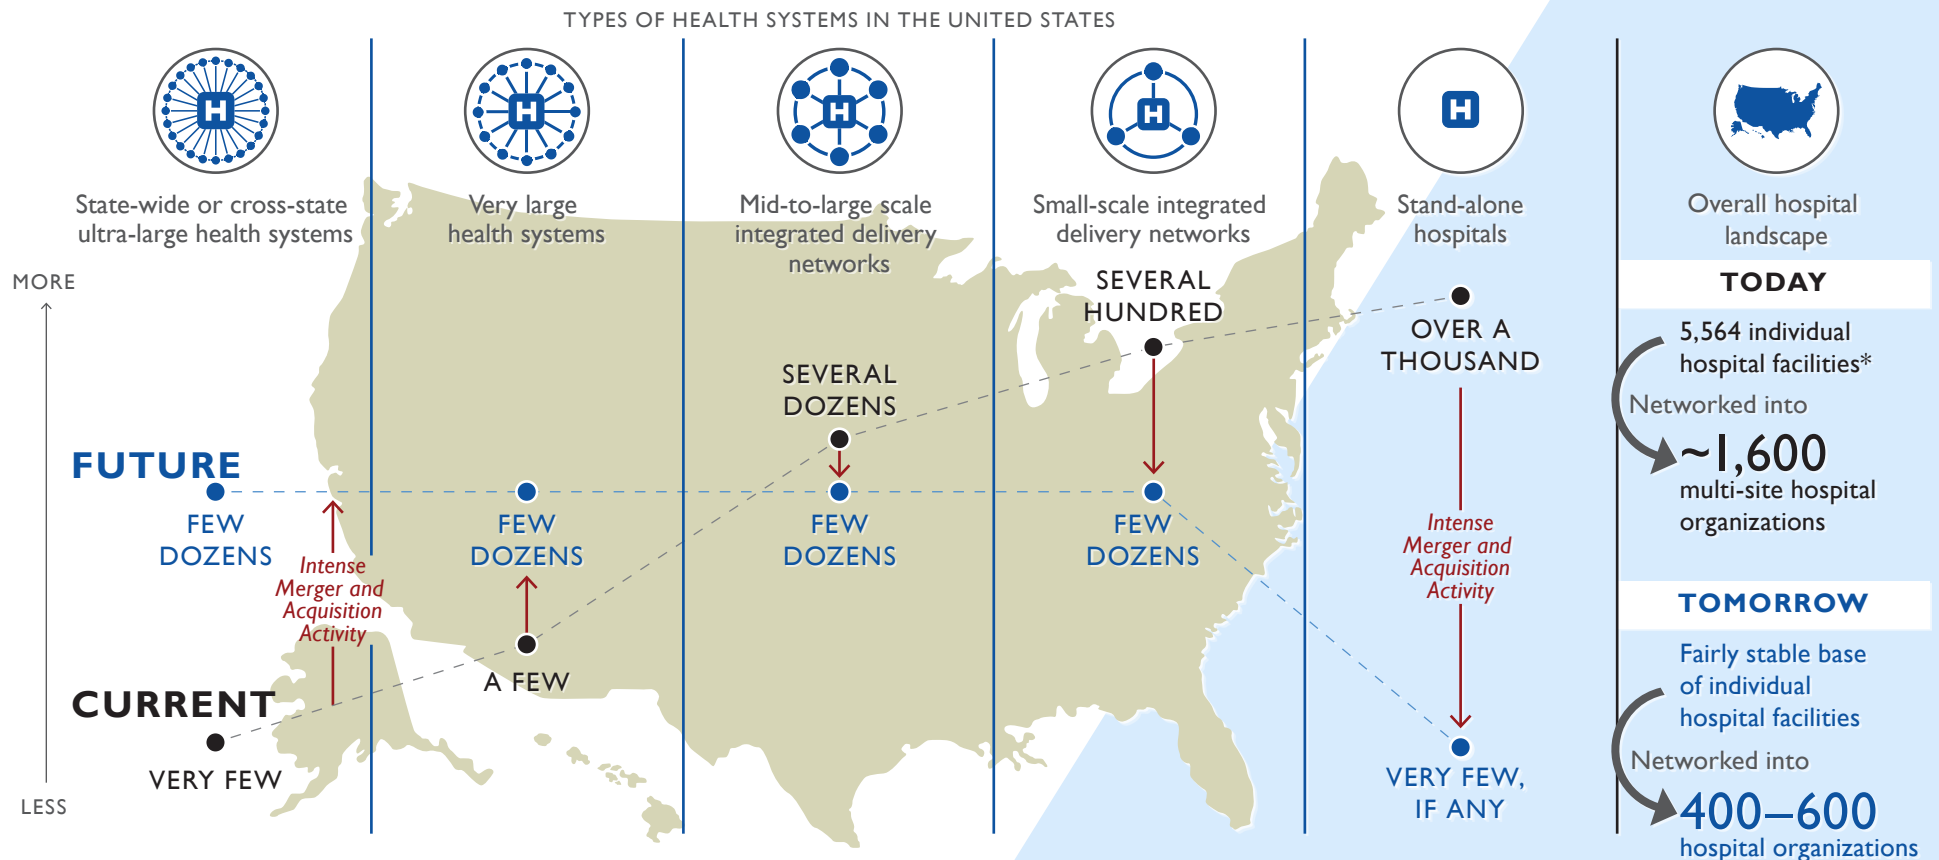 TYPES OF HEALTH SYSTEMS IN THE UNITED STATES
H
State-wide or cross-state
ultra-large health systems
H
Very large
health systems
H
Mid-to-large scale
integrated delivery
networks
H
Small-scale integrated
delivery networks
H
Stand-alone
hospitals
Overall hospital
landscape
MORE
LESS
FUTURE
FEW
DOZENS
FEW
DOZENS
FEW
DOZENS
FEW
DOZENS
VERY FEW,
IF ANY
CURRENT
VERY FEW
A FEW
SEVERAL
DOZENS
SEVERAL
HUNDRED
OVER A
THOUSAND
Intense
Merger and
Acquisition
Activity
Intense
Merger and
Acquisition
Activity
TODAY
5,564 individual
hospital facilities*
Networked into
~1,600
multi-site hospital
organizations
TOMORROW
Fairly stable base
of individual
hospital facilities
Networked into
400–600
hospital organizations